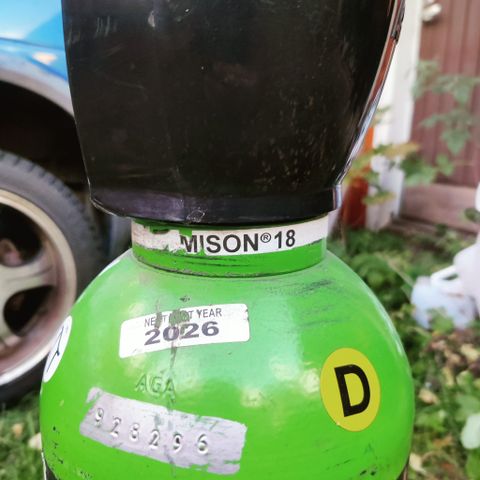 MISON® 18
NEXT TEST YEAR
2026
AGA
928296
D